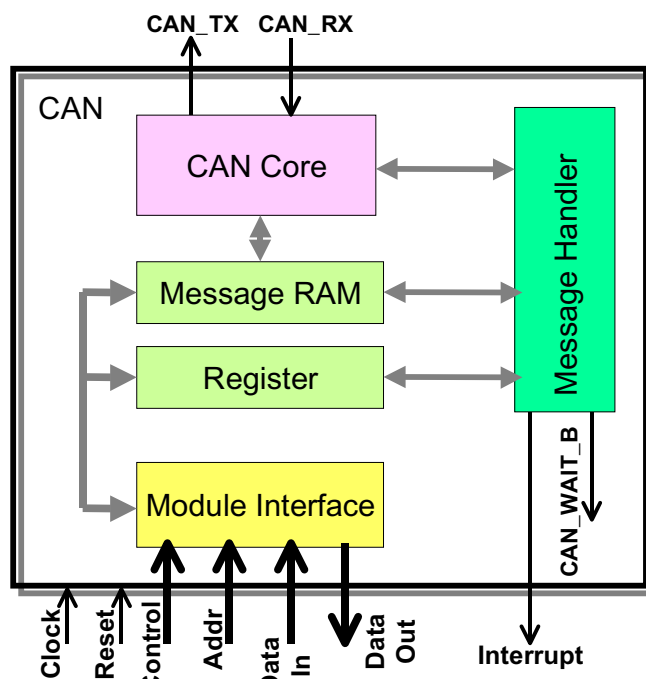 CAN_TX CAN_RX
CAN
CAN Core
Message Handler
Message RAM
Register
Module Interface
CAN_WAIT_B
Clock
Reset
Control
Addr
Data
In
Data
Out
Interrupt